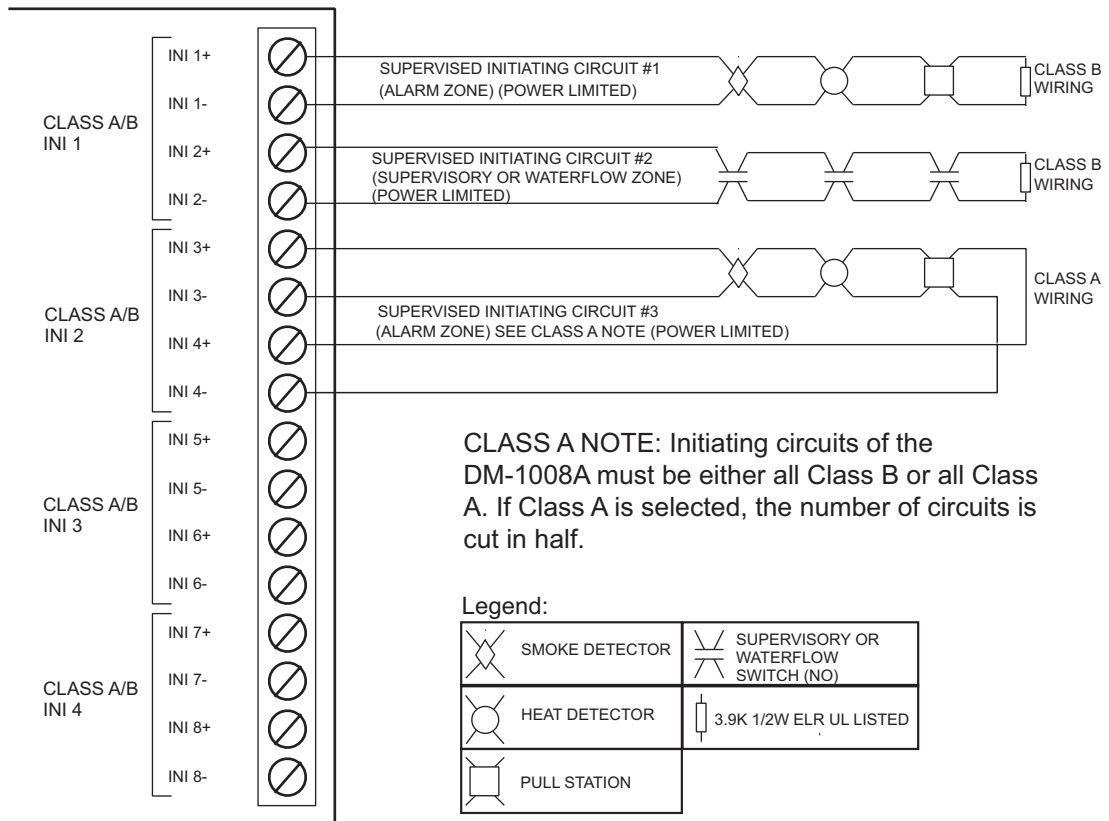 CLASS A/B
INI 1
INI 1+
INI 1-
INI 2+
INI 2-
SUPERVISED INITIATING CIRCUIT #1
(ALARM ZONE) (POWER LIMITED)
CLASS B
WIRING
SUPERVISED INITIATING CIRCUIT #2
(SUPERVISORY OR WATERFLOW ZONE)
(POWER LIMITED)
CLASS B
WIRING
CLASS A/B
INI 2
INI 3+
INI 3-
INI 4+
INI 4-
SUPERVISED INITIATING CIRCUIT #3
(ALARM ZONE) SEE CLASS A NOTE (POWER LIMITED)
CLASS A
WIRING
CLASS A/B
INI 3
INI 5+
INI 5-
INI 6+
INI 6-
CLASS A/B
INI 4
INI 7+
INI 7-
INI 8+
INI 8-
CLASS A NOTE: Initiating circuits of the
DM-1008A must be either all Class B or all Class
A. If Class A is selected, the number of circuits is
cut in half.
Legend:
SMOKE DETECTOR
SUPERVISORY OR
WATERFLOW
SWITCH (NO)
HEAT DETECTOR
3.9K 1/2W ELR UL LISTED
PULL STATION